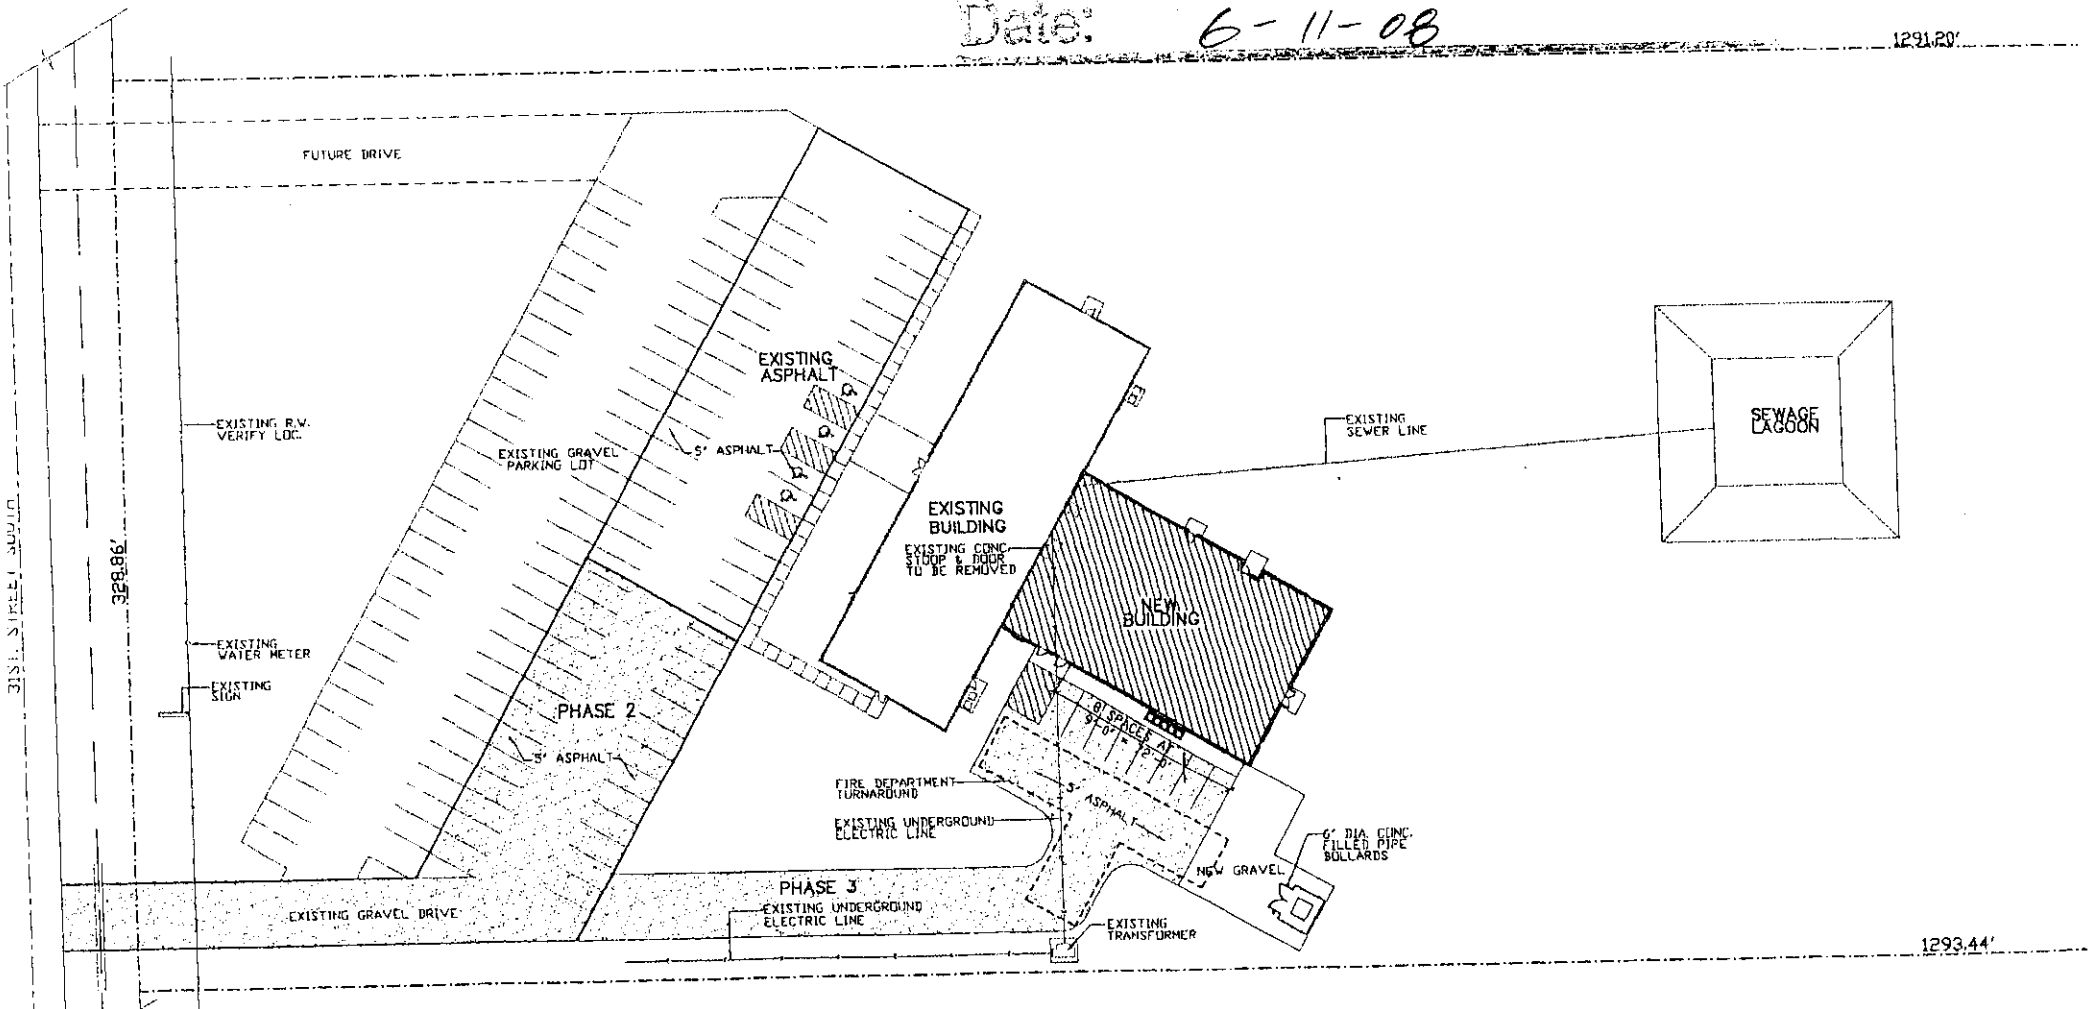 Date: 6-11-08
1291.20'
FUTURE DRIVE
EXISTING
ASPHALT
EXISTING R.W.
VERIFY LOC.
EXISTING GRAVEL
PARKING LOT
5" ASPHALT
EXISTING
SEWER LINE
SEWAGE
LAGOON
EXISTING
BUILDING
EXISTING CONC.
STOOP & DOOR
TO BE REMOVED
31ST. STREET SOUTH
328.86'
NEW
BUILDING
EXISTING
WATER METER
EXISTING
SIGN
PHASE 2
5" ASPHALT
8 SPACES AT
9'-0" = 72'-0"
FIRE DEPARTMENT
TURNAROUND
5" ASPHALT
EXISTING UNDERGROUND
ELECTRIC LINE
6" DIA. CONC.
FILLED PIPE
BOLLARDS
NEW GRAVEL
PHASE 3
EXISTING GRAVEL DRIVE
EXISTING UNDERGROUND
ELECTRIC LINE
EXISTING
TRANSFORMER
1293.44'